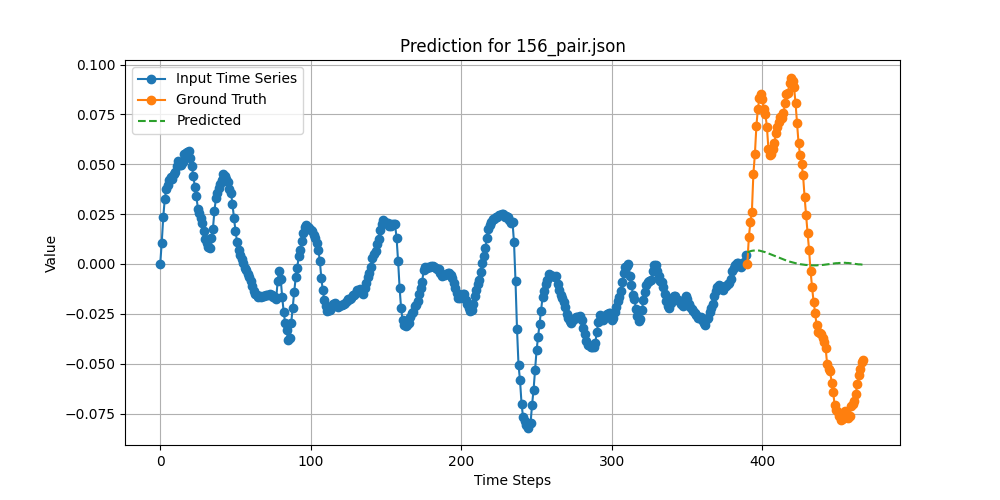 Prediction for 156_pair.json
Input Time Series
Ground Truth
Predicted
0.100
0.075
0.050
0.025
0.000
−0.025
−0.050
−0.075
Value
0 100 200 300 400
Time Steps